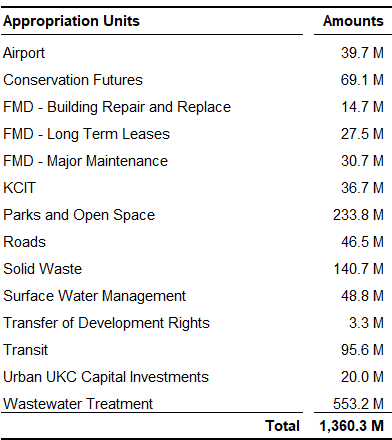 Appropriation Units Amounts
Airport 39.7 M
Conservation Futures 69.1 M
FMD - Building Repair and Replace 14.7 M
FMD - Long Term Leases 27.5 M
FMD - Major Maintenance 30.7 M
KCIT 36.7 M
Parks and Open Space 233.8 M
Roads 46.5 M
Solid Waste 140.7 M
Surface Water Management 48.8 M
Transfer of Development Rights 3.3 M
Transit 95.6 M
Urban UKC Capital Investments 20.0 M
Wastewater Treatment 553.2 M
Total 1,360.3 M